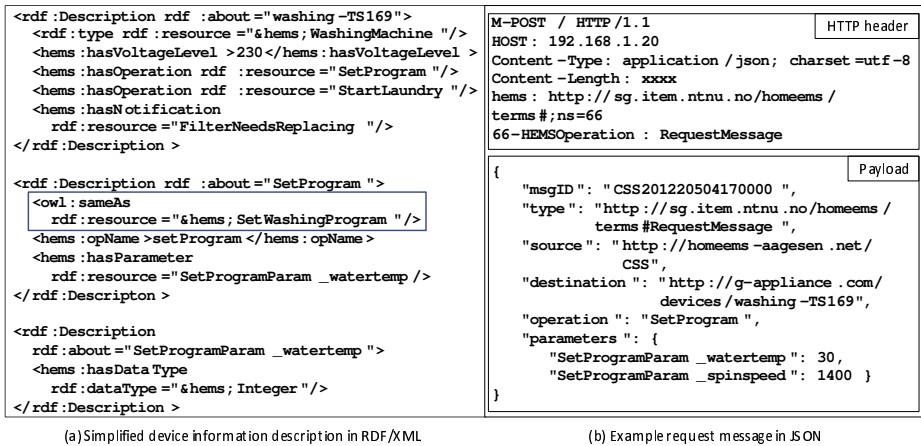 <rdf:Description rdf :about="washing-TS169">
<rdf:type rdf :resource="&hems; WashingMachine "/>
<hems:hasVoltageLevel >230</hems:hasVoltageLevel >
<hems:hasOperation rdf :resource="SetProgram "/>
<hems:hasOperation rdf :resource="StartLaundry "/>
<hems:hasNotification
rdf:resource="FilterNeedsReplacing "/>
</rdf:Description >
<rdf:Description rdf :about="SetProgram ">
<owl:sameAs
rdf:resource="&hems; SetWashingProgram "/>
<hems:opName>setProgram</hems:opName>
<hems:hasParameter
rdf:resource="SetProgramParam _watertemp/>
</rdf:Descripton >
<rdf:Description
rdf:about="SetProgramParam _watertemp ">
<hems:hasDataType
rdf:dataType="&hems; Integer"/>
</rdf:Description >
(a) Simplified device information description in RDF/XML
HTTP header
M-POST / HTTP/1.1
HOST: 192.168.1.20
Content-Type: application /json; charset=utf-8
Content-Length: xxxx
hems: http://sg.item.ntnu.no/homeems/
terms#;ns=66
66-HEMSOperation : RequestMessage
Payload
{
"msgID": "CSS201220504170000 ",
"type": "http://sg.item.ntnu.no/homeems/
terms#RequestMessage ",
"source": "http://homeems-aagesen.net/
CSS",
"destination": "http://g-appliance.com/
devices/washing-TS169",
"operation": "SetProgram ",
"parameters": {
"SetProgramParam _watertemp": 30,
"SetProgramParam _spinspeed": 1400 }
}
(b) Example request message in JSON